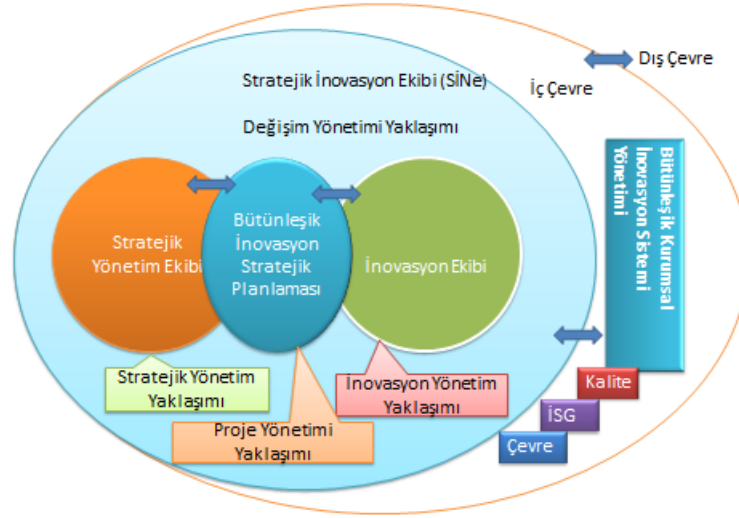 Stratejik İnovasyon Ekibi (SİNe)
Dış Çevre
İç Çevre
Değişim Yönetimi Yaklaşımı
Bütünleşik Kurumsal
İnovasyon Sistemi
Yönetimi
Stratejik
Yönetim Ekibi
Bütünleşik
İnovasyon
Stratejik
Planlaması
İnovasyon Ekibi
Stratejik Yönetim
Yaklaşımı
Proje Yönetimi
Yaklaşımı
İnovasyon Yönetim
Yaklaşımı
Kalite
İSG
Çevre